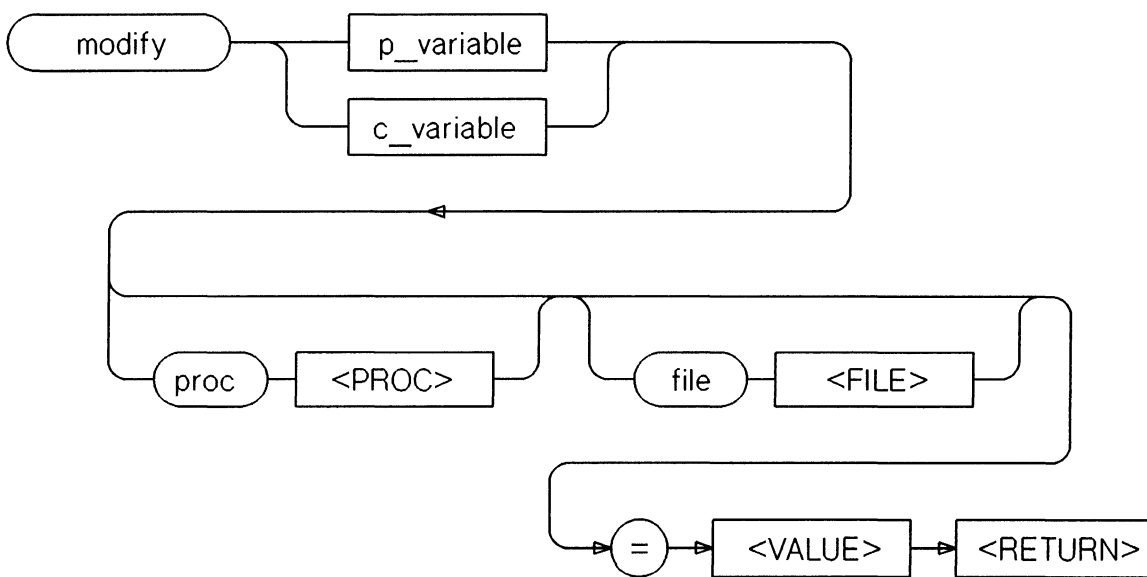 modify p_variable
c_variable
proc <PROC> file <FILE>
= <VALUE> <RETURN>